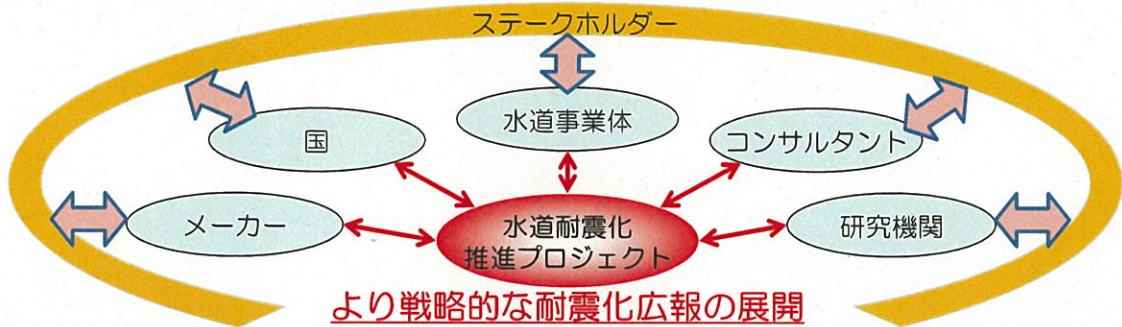 ステークホルダー
水道事業体
国
コンサルタント
メーカー
水道耐震化
推進プロジェクト
研究機関
より戦略的な耐震化広報の展開